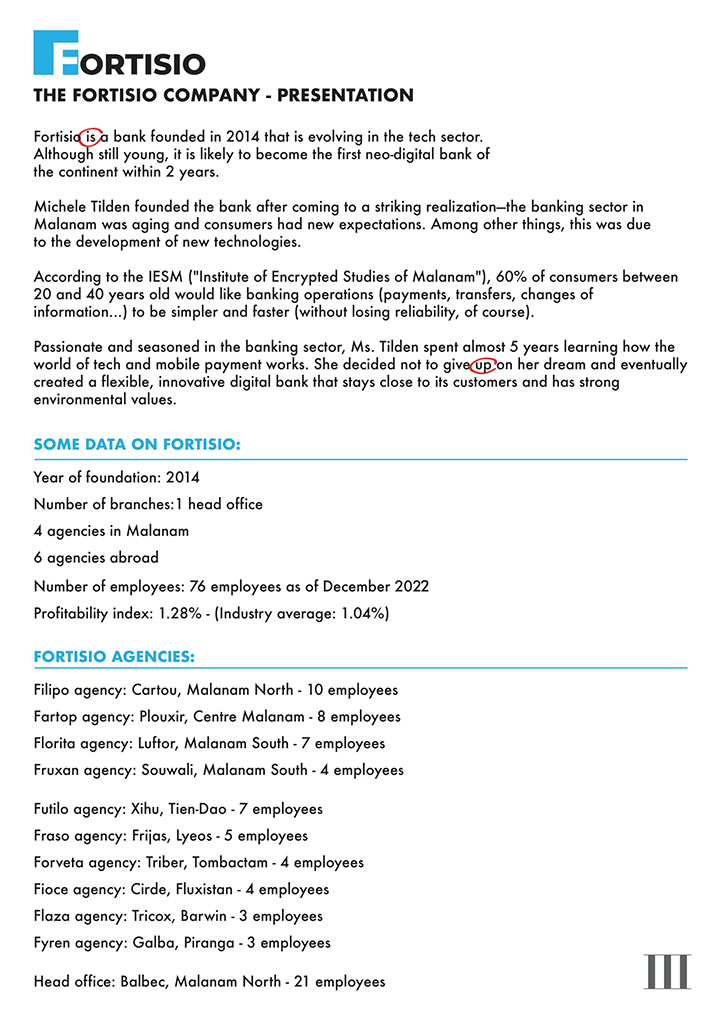 FORTISIO
THE FORTISIO COMPANY - PRESENTATION
Fortisio is a bank founded in 2014 that is evolving in the tech sector.
Although still young, it is likely to become the first neo-digital bank of
the continent within 2 years.
Michele Tilden founded the bank after coming to a striking realization—the banking sector in
Malanam was aging and consumers had new expectations. Among other things, this was due
to the development of new technologies.
According to the IESM ("Institute of Encrypted Studies of Malanam"), 60% of consumers between
20 and 40 years old would like banking operations (payments, transfers, changes of
information...) to be simpler and faster (without losing reliability, of course).
Passionate and seasoned in the banking sector, Ms. Tilden spent almost 5 years learning how the
world of tech and mobile payment works. She decided not to give up on her dream and eventually
created a flexible, innovative digital bank that stays close to its customers and has strong
environmental values.
SOME DATA ON FORTISIO:
Year of foundation: 2014
Number of branches:1 head office
4 agencies in Malanam
6 agencies abroad
Number of employees: 76 employees as of December 2022
Profitability index: 1.28% - (Industry average: 1.04%)
FORTISIO AGENCIES:
Filipo agency: Cartou, Malanam North - 10 employees
Fartop agency: Plouxir, Centre Malanam - 8 employees
Florita agency: Luftor, Malanam South - 7 employees
Fruxan agency: Souwali, Malanam South - 4 employees
Futilo agency: Xihu, Tien-Dao - 7 employees
Fraso agency: Frijas, Lyeos - 5 employees
Forveta agency: Triber, Tombactam - 4 employees
Fioce agency: Cirde, Fluxistan - 4 employees
Flaza agency: Tricox, Barwin - 3 employees
Fyren agency: Galba, Piranga - 3 employees
Head office: Balbec, Malanam North - 21 employees
III